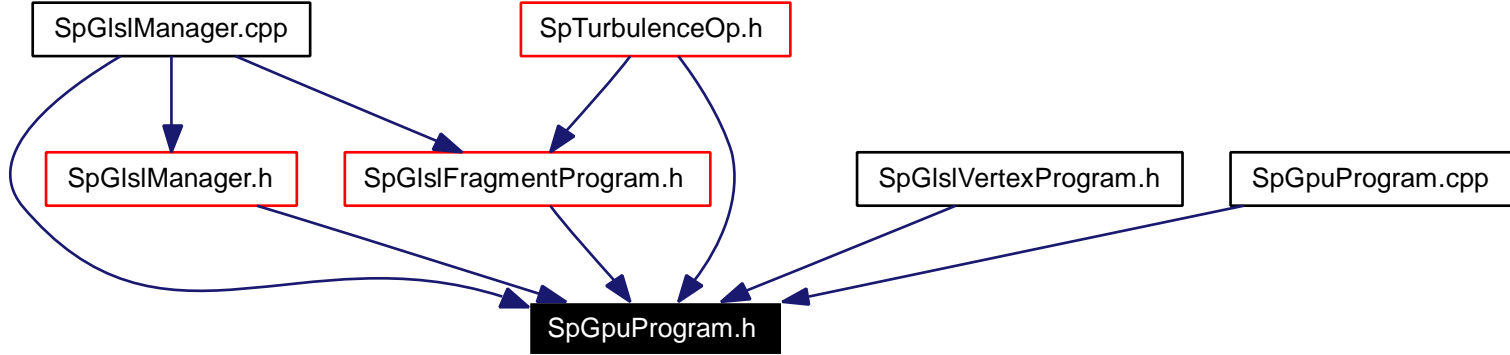 SpGlslManager.cpp
SpTurbulenceOp.h
SpGlslManager.h
SpGlslFragmentProgram.h
SpGlslVertexProgram.h
SpGpuProgram.cpp
SpGpuProgram.h